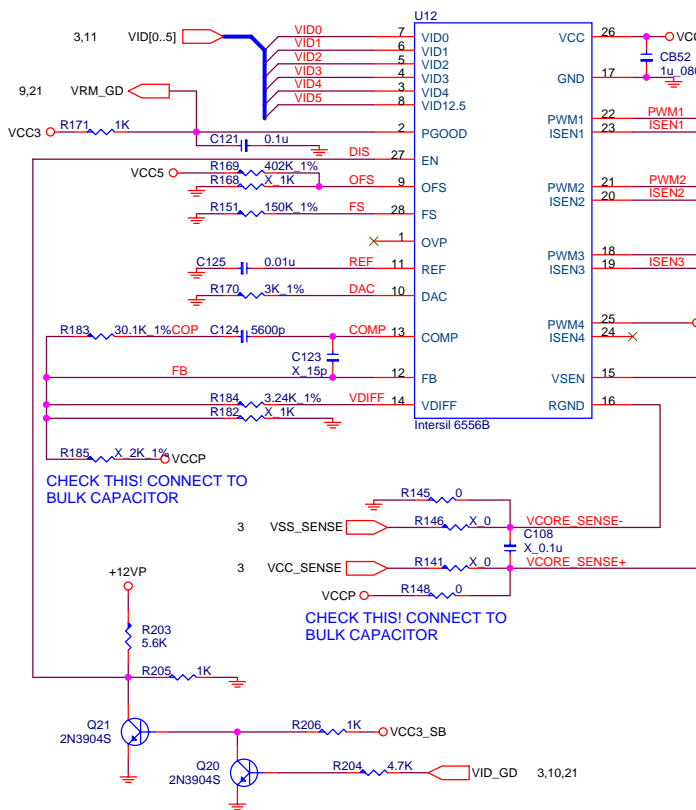 U12
3,11 VID[0..5] VID0 7 VID0 VCC 26 VCC
VID1 6 VID1 CB52
VID2 5 VID2
VID3 4 VID3 GND 17
VID4 3 VID4
VID5 8 VID12.5
9,21 VRM_GD PWM1 22 PWM1
ISEN1 23 ISEN1
VCC3 R171 1K 2 PGOOD
C121 0.1u
DIS 27 EN
VCC5 R169 402K_1%
R168 X_1K OFS 9 OFS PWM2 21 PWM2
ISEN2 20 ISEN2
R151 150K_1% FS 28 FS
1 OVP
PWM3 18
C125 0.01u REF 11 REF ISEN3 19 ISEN3
R170 3K_1% DAC 10 DAC
PWM4 25
R183 30.1K_1% COP C124 5600p COMP 13 COMP ISEN4 24
C123
X_15p
FB 12 FB VSEN 15
R184 3.24K_1% VDIFF 14 VDIFF RGND 16
R182 X_1K
Intersil 6556B
R185 X_2K_1% VCCP
CHECK THIS! CONNECT TO
BULK CAPACITOR
R145 0
3 VSS_SENSE R146 X_0 VCORE_SENSE-
C108
X_0.1u
3 VCC_SENSE R141 X_0 VCORE_SENSE+
VCCP R148 0
CHECK THIS! CONNECT TO
BULK CAPACITOR
+12VP
R203
5.6K
R205 1K
Q21
2N3904S
R206 1K VCC3_SB
Q20
2N3904S
R204 4.7K VID_GD 3,10,21